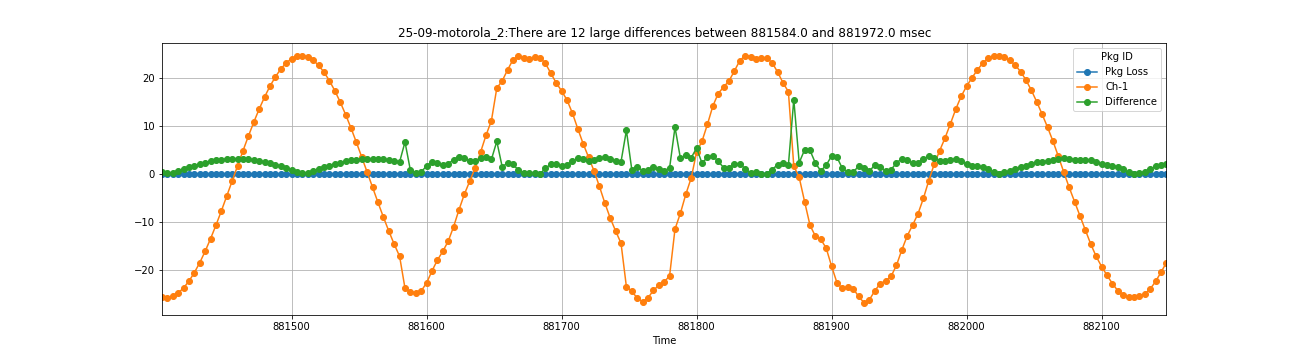 25-09-motorola_2:There are 12 large differences between 881584.0 and 881972.0 msec
Pkg ID
Pkg Loss
Ch-1
Difference
20
10
0
−10
−20
881500 881600 881700 881800 881900 882000 882100
Time